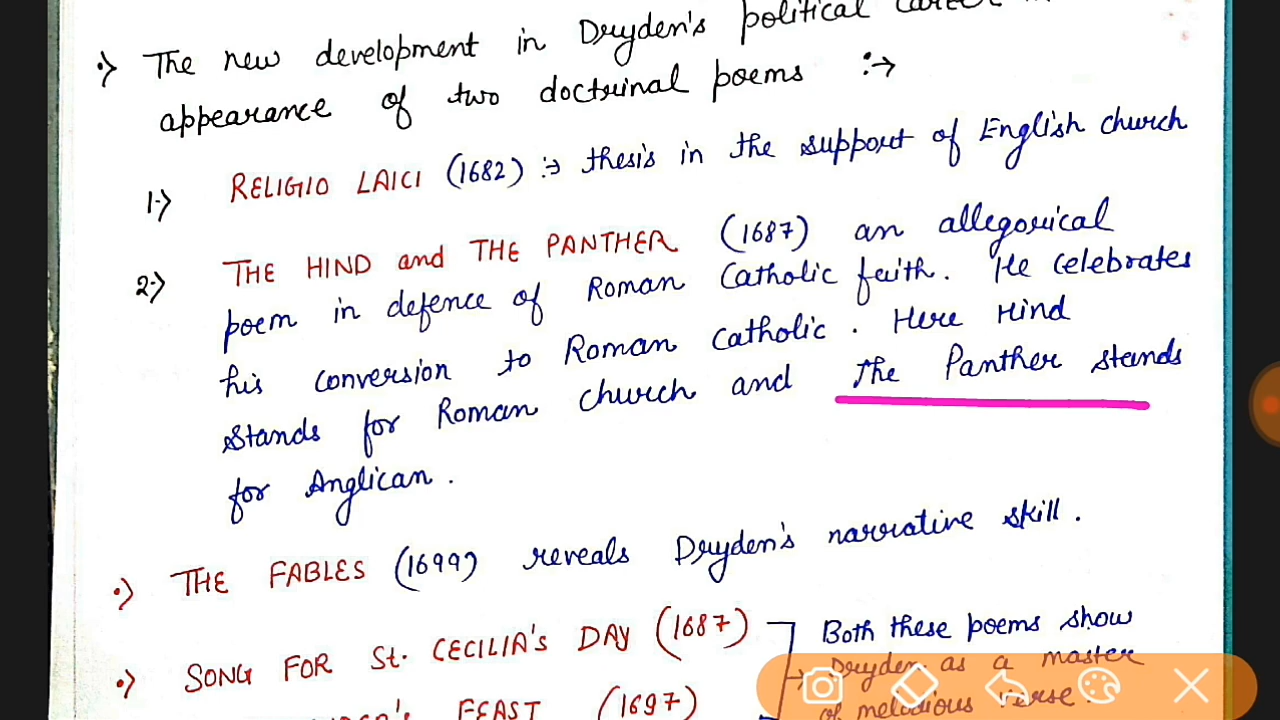 •> The new development in Dryden's political career
appearance of two doctrinal poems :→
1-> RELIGIO LAICI (1682) :→ thesis in the support of English church
2-> THE HIND and THE PANTHER (1687) an allegorical
poem in defence of Roman Catholic faith. He celebrates
his conversion to Roman Catholic. Here Hind
stands for Roman church and the Panther stands
for Anglican.
•> THE FABLES (1699) reveals Dryden's narrative skill.
•> SONG FOR St. CECILIA's DAY (1687)
FEAST (1697)
Both these poems show
→ Dryden as a master
of melodious verse.